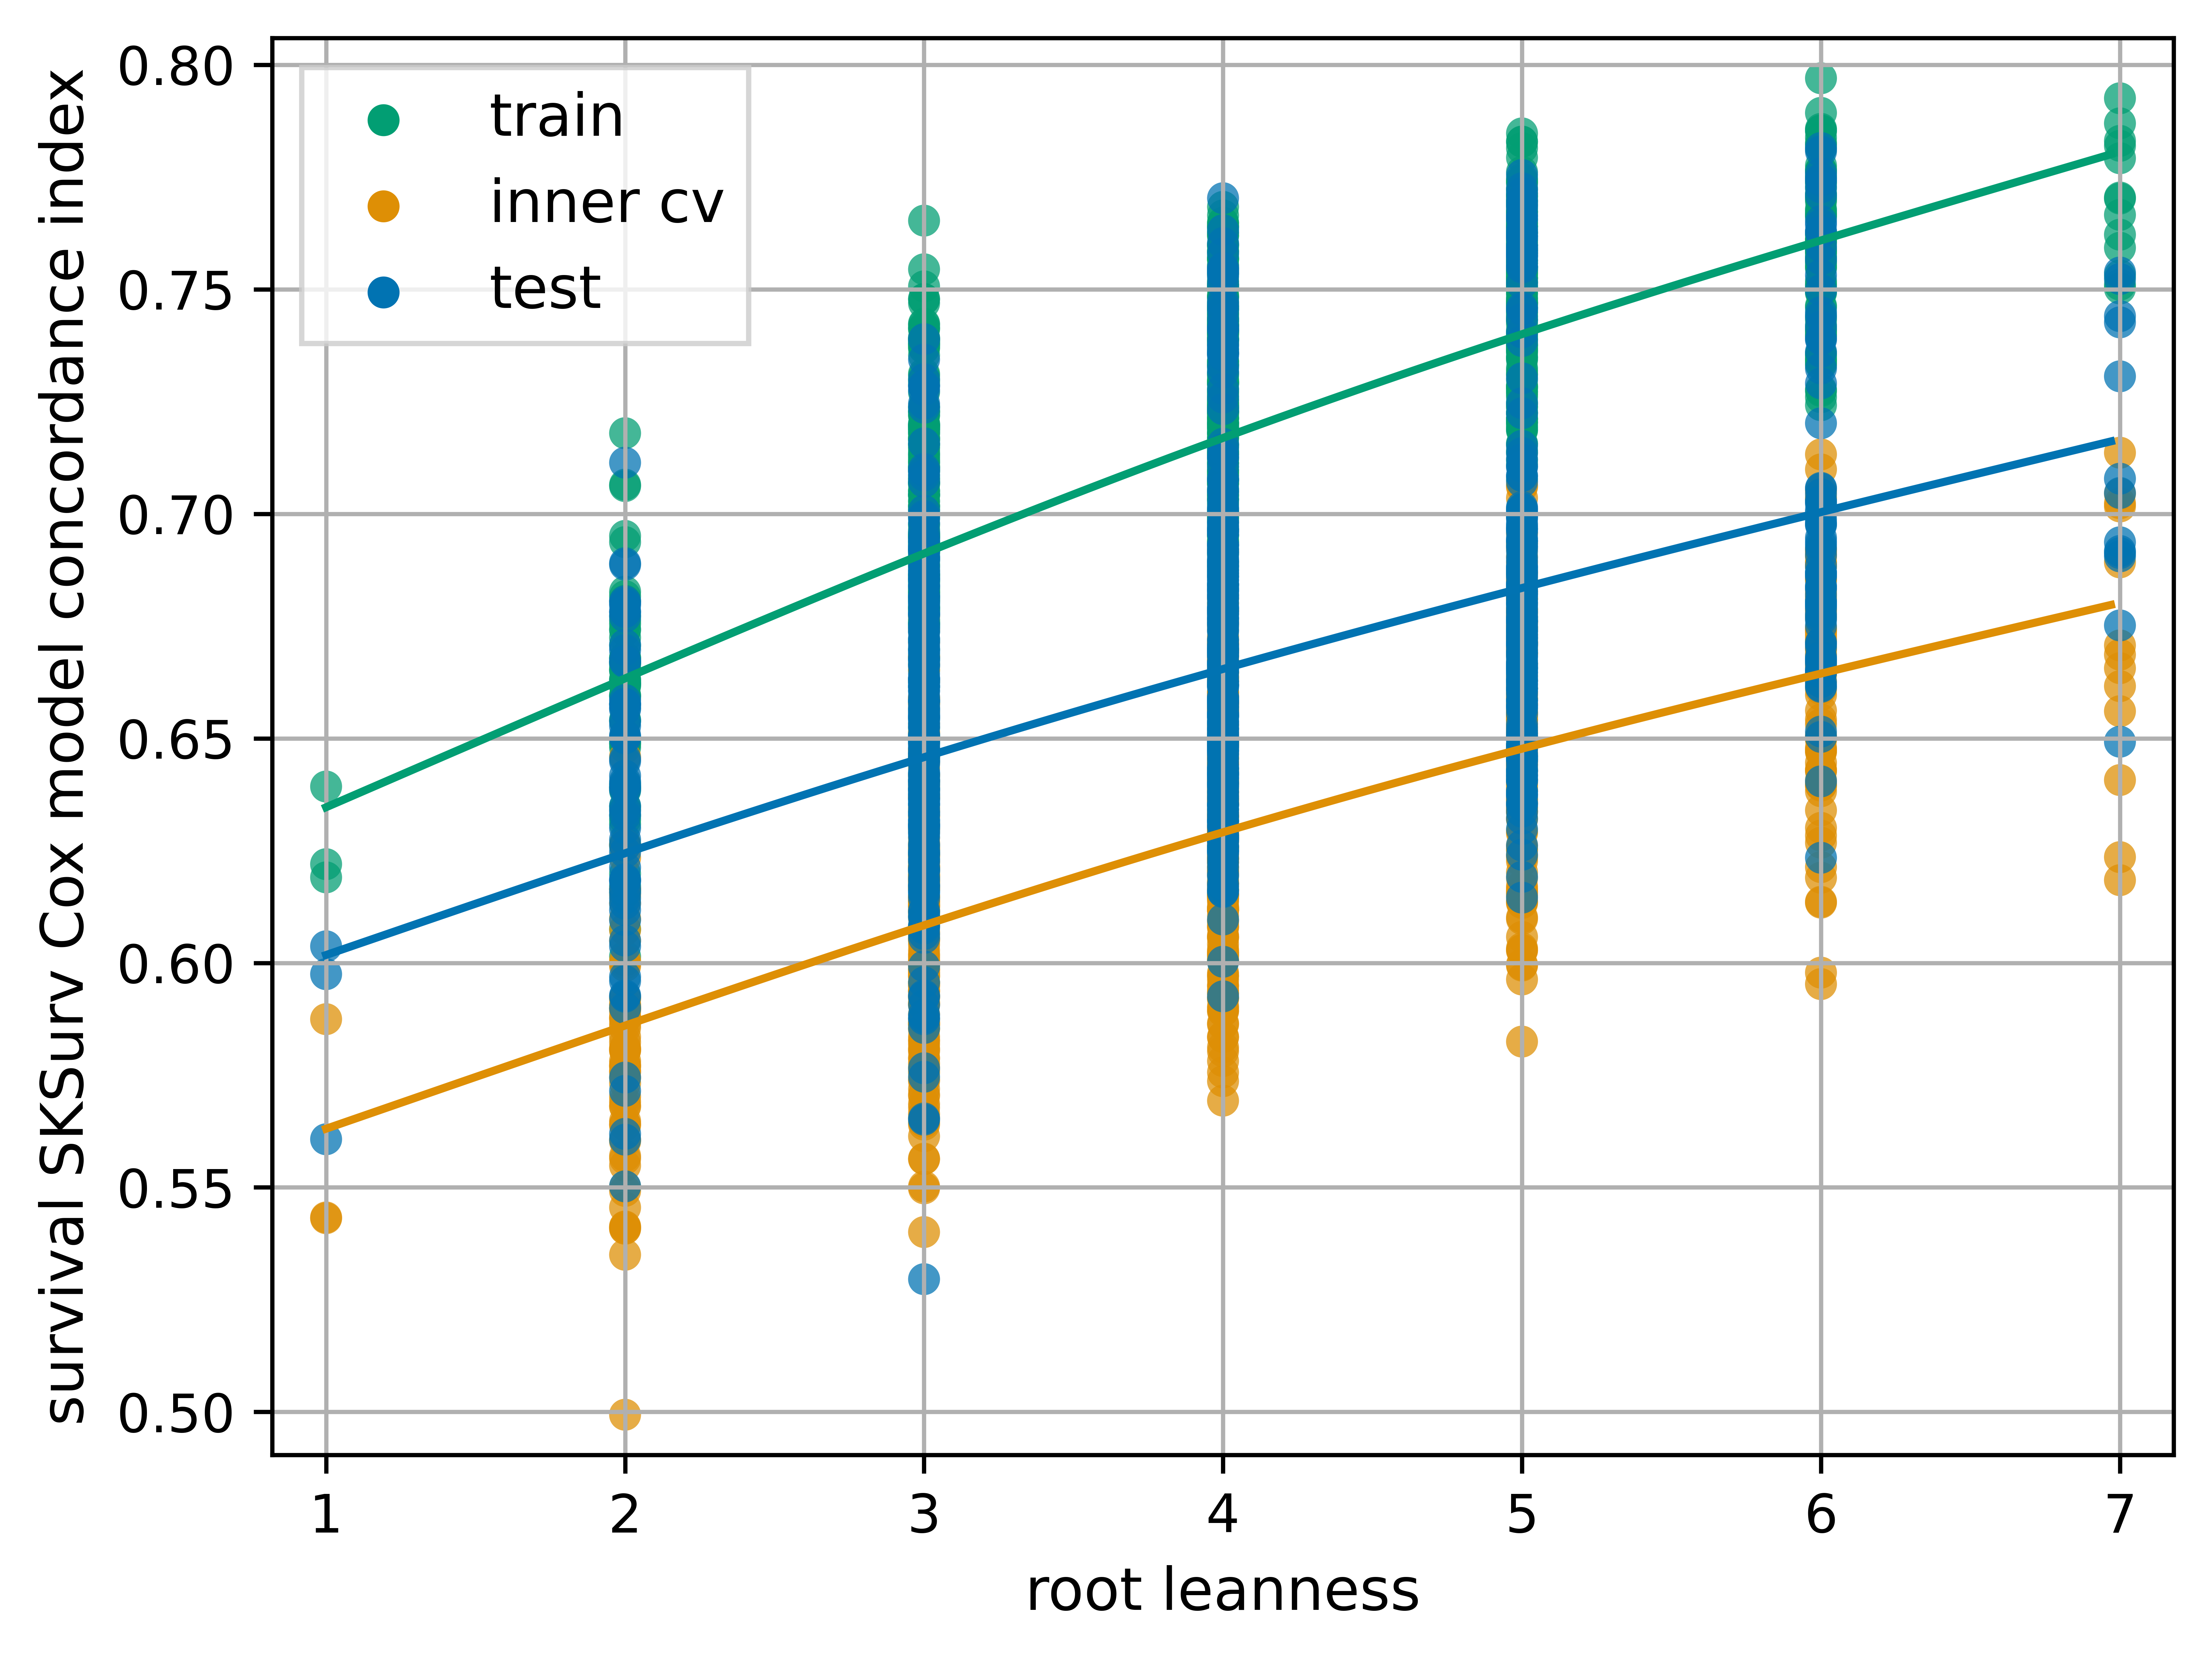 survival SKSurv Cox model concordance index
0.80
0.75
0.70
0.65
0.60
0.55
0.50
train
inner cv
test
1 2 3 4 5 6 7
root leanness